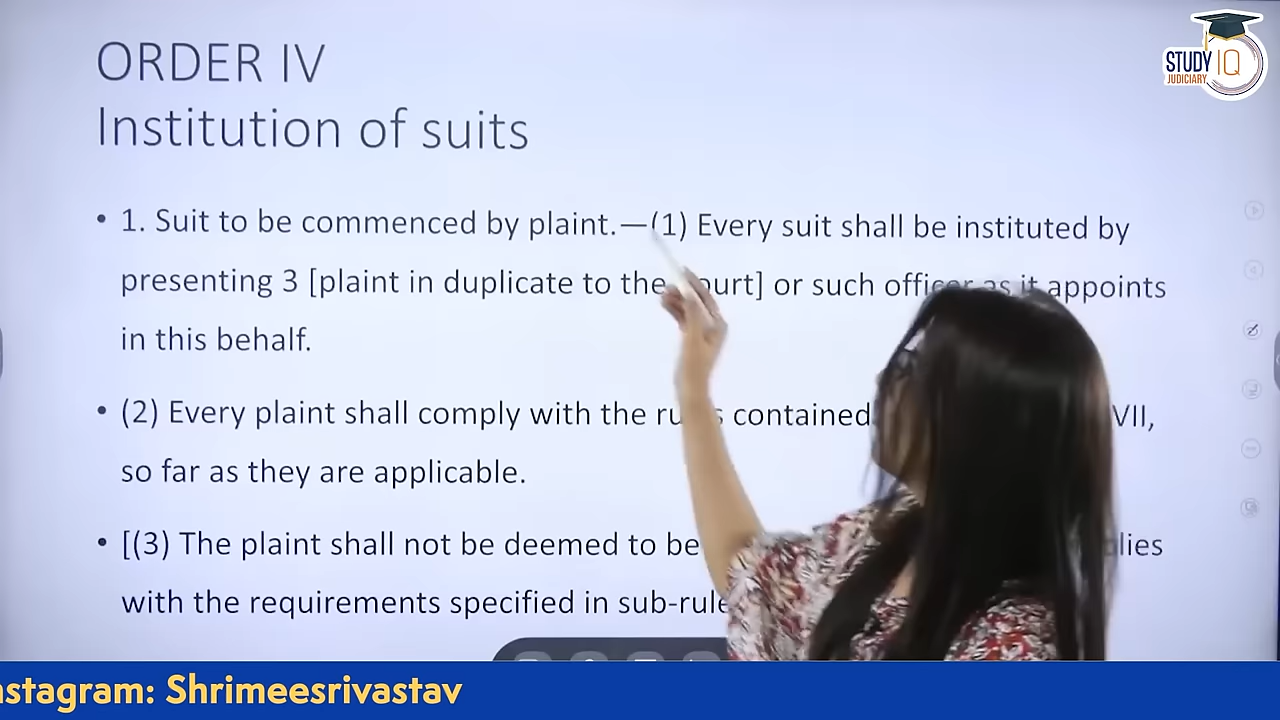 ORDER IV
Institution of suits
STUDY IQ
JUDICIARY
• 1. Suit to be commenced by plaint.—(1) Every suit shall be instituted by
presenting 3 [plaint in duplicate to the court] or such officer as it appoints
in this behalf.
• (2) Every plaint shall comply with the rules contained VII,
so far as they are applicable.
• [(3) The plaint shall not be deemed to be
with the requirements specified in sub-rule
nstagram: Shrimeesrivastav